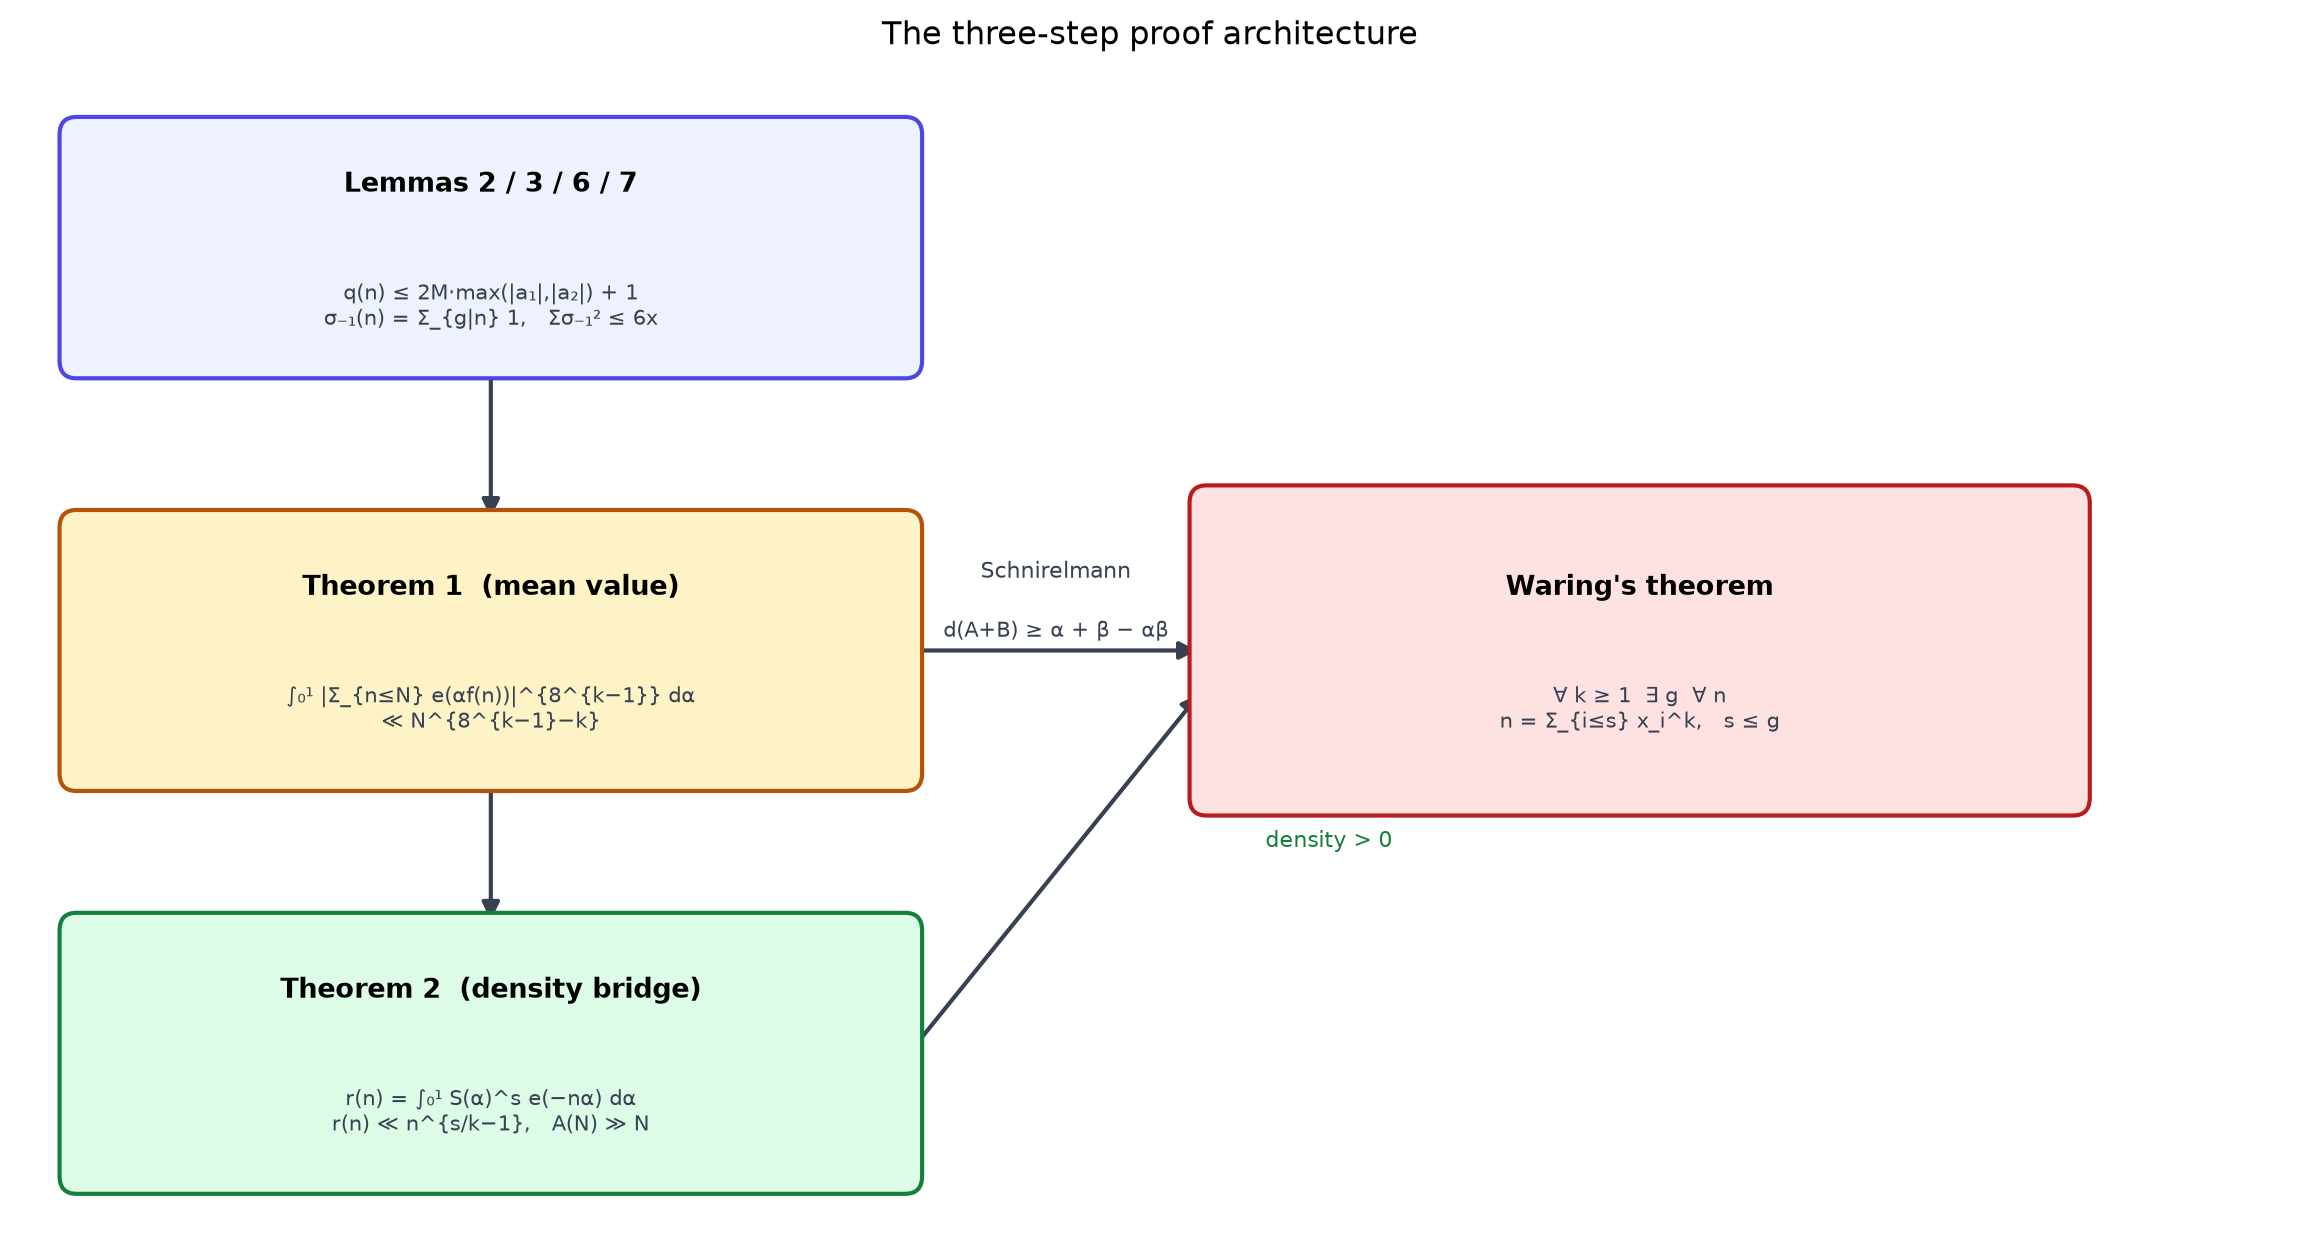 The three-step proof architecture
Lemmas 2 / 3 / 6 / 7
q(n) ≤ 2M·max(|a₁|,|a₂|) + 1
σ₋₁(n) = Σ_{g|n} 1,   Σσ₋₁² ≤ 6x
Theorem 1  (mean value)
∫₀¹ |Σ_{n≤N} e(αf(n))|^{8^{k−1}} dα
≪ N^{8^{k−1}−k}
Schnirelmann
d(A+B) ≥ α + β − αβ
Waring's theorem
∀ k ≥ 1  ∃ g  ∀ n
n = Σ_{i≤s} x_i^k,   s ≤ g
density > 0
Theorem 2  (density bridge)
r(n) = ∫₀¹ S(α)^s e(−nα) dα
r(n) ≪ n^{s/k−1},   A(N) ≫ N